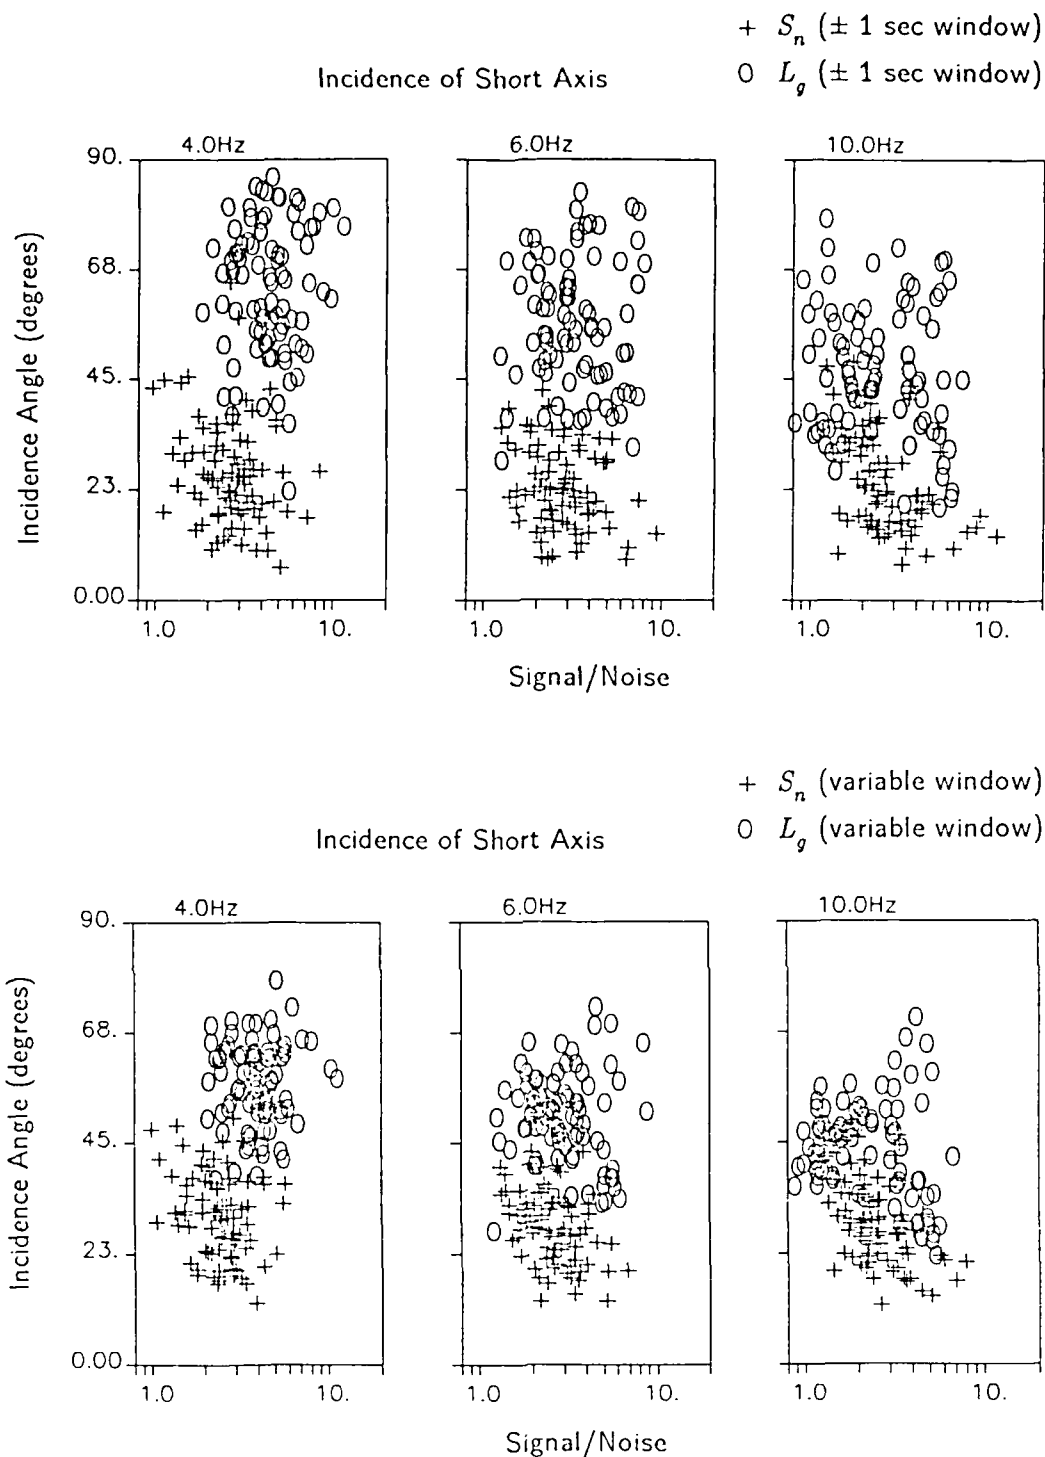 + Sₙ (± 1 sec window)
Incidence of Short Axis
O L_g (± 1 sec window)
4.0Hz 6.0Hz 10.0Hz
90.
68.
45.
23.
0.00
Incidence Angle (degrees)
1.0 10. 1.0 10. 1.0 10.
Signal/Noise
+ Sₙ (variable window)
Incidence of Short Axis
O L_g (variable window)
4.0Hz 6.0Hz 10.0Hz
90.
68.
45.
23.
0.00
Incidence Angle (degrees)
1.0 10. 1.0 10. 1.0 10.
Signal/Noise